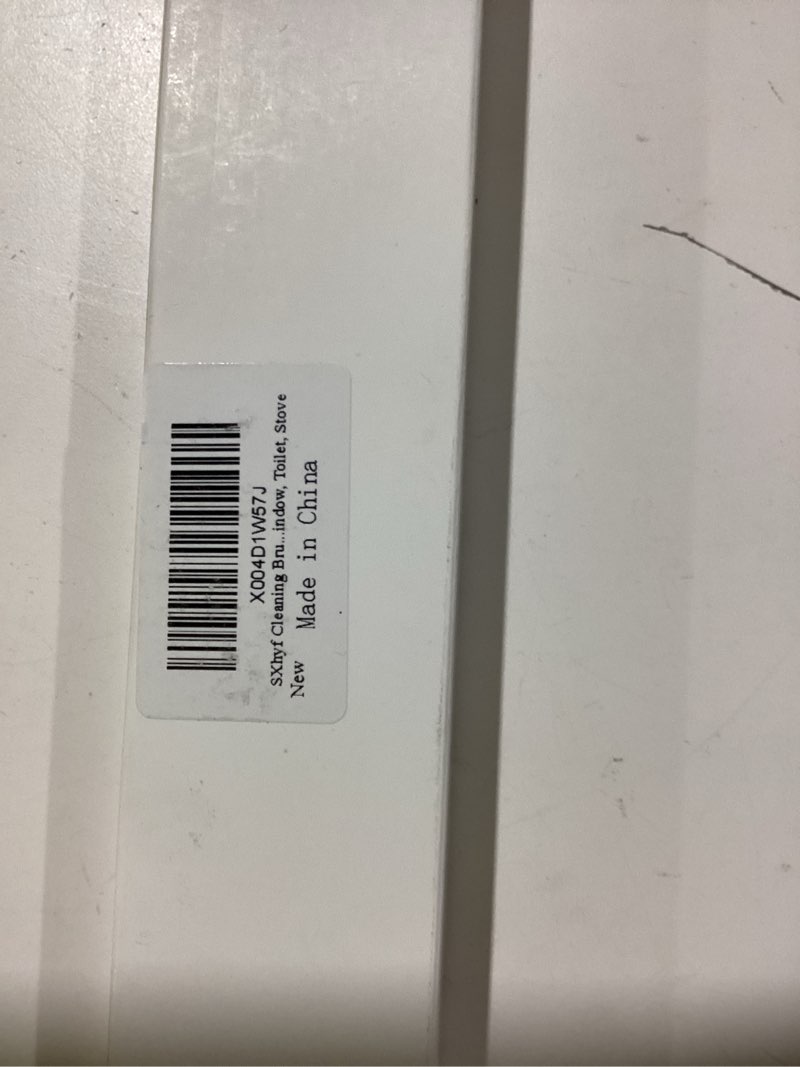 X004D1W57J
SXhyf Cleaning Bru...indow, Toilet, Stove
New
Made in China